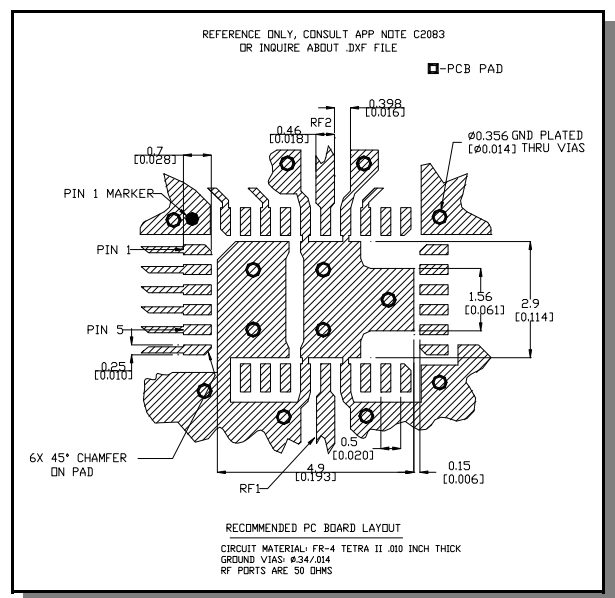 REFERENCE ONLY, CONSULT APP NOTE C2083
OR INQUIRE ABOUT .DXF FILE
-PCB PAD
0.398
[0.016]
RF2
0.46
[0.018]
Ø0.356 GND PLATED
[Ø0.014] THRU VIAS
0.7
[0.028]
PIN 1 MARKER
PIN 1
1.56
[0.061]
2.9
[0.114]
PIN 5
0.25
[0.010]
6X 45° CHAMFER
ON PAD
0.5
[0.020]
4.9
[0.193]
0.15
[0.006]
RF1
RECOMMENDED PC BOARD LAYOUT
CIRCUIT MATERIAL: FR-4 TETRA II .010 INCH THICK
GROUND VIAS: Ø.34/.014
RF PORTS ARE 50 OHMS